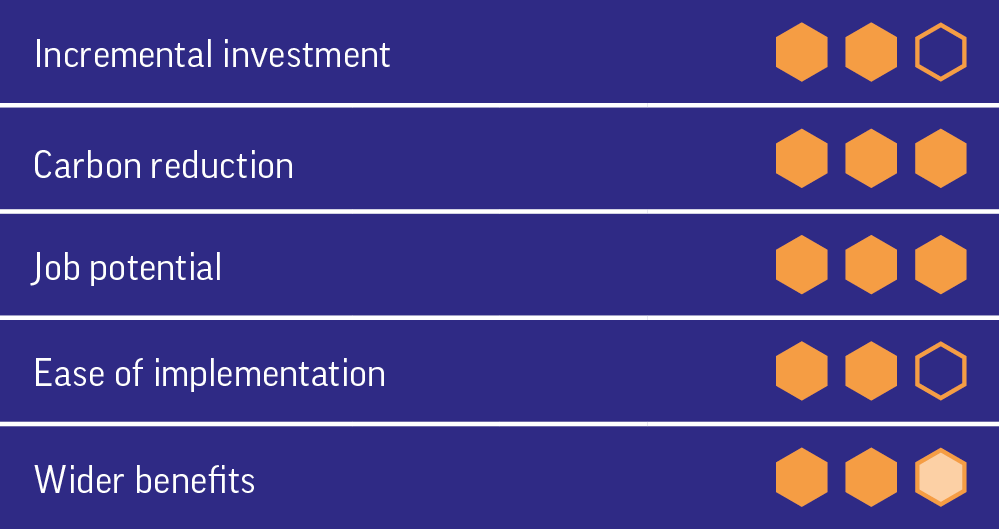 Incremental investment
Carbon reduction
Job potential
Ease of implementation
Wider benefits